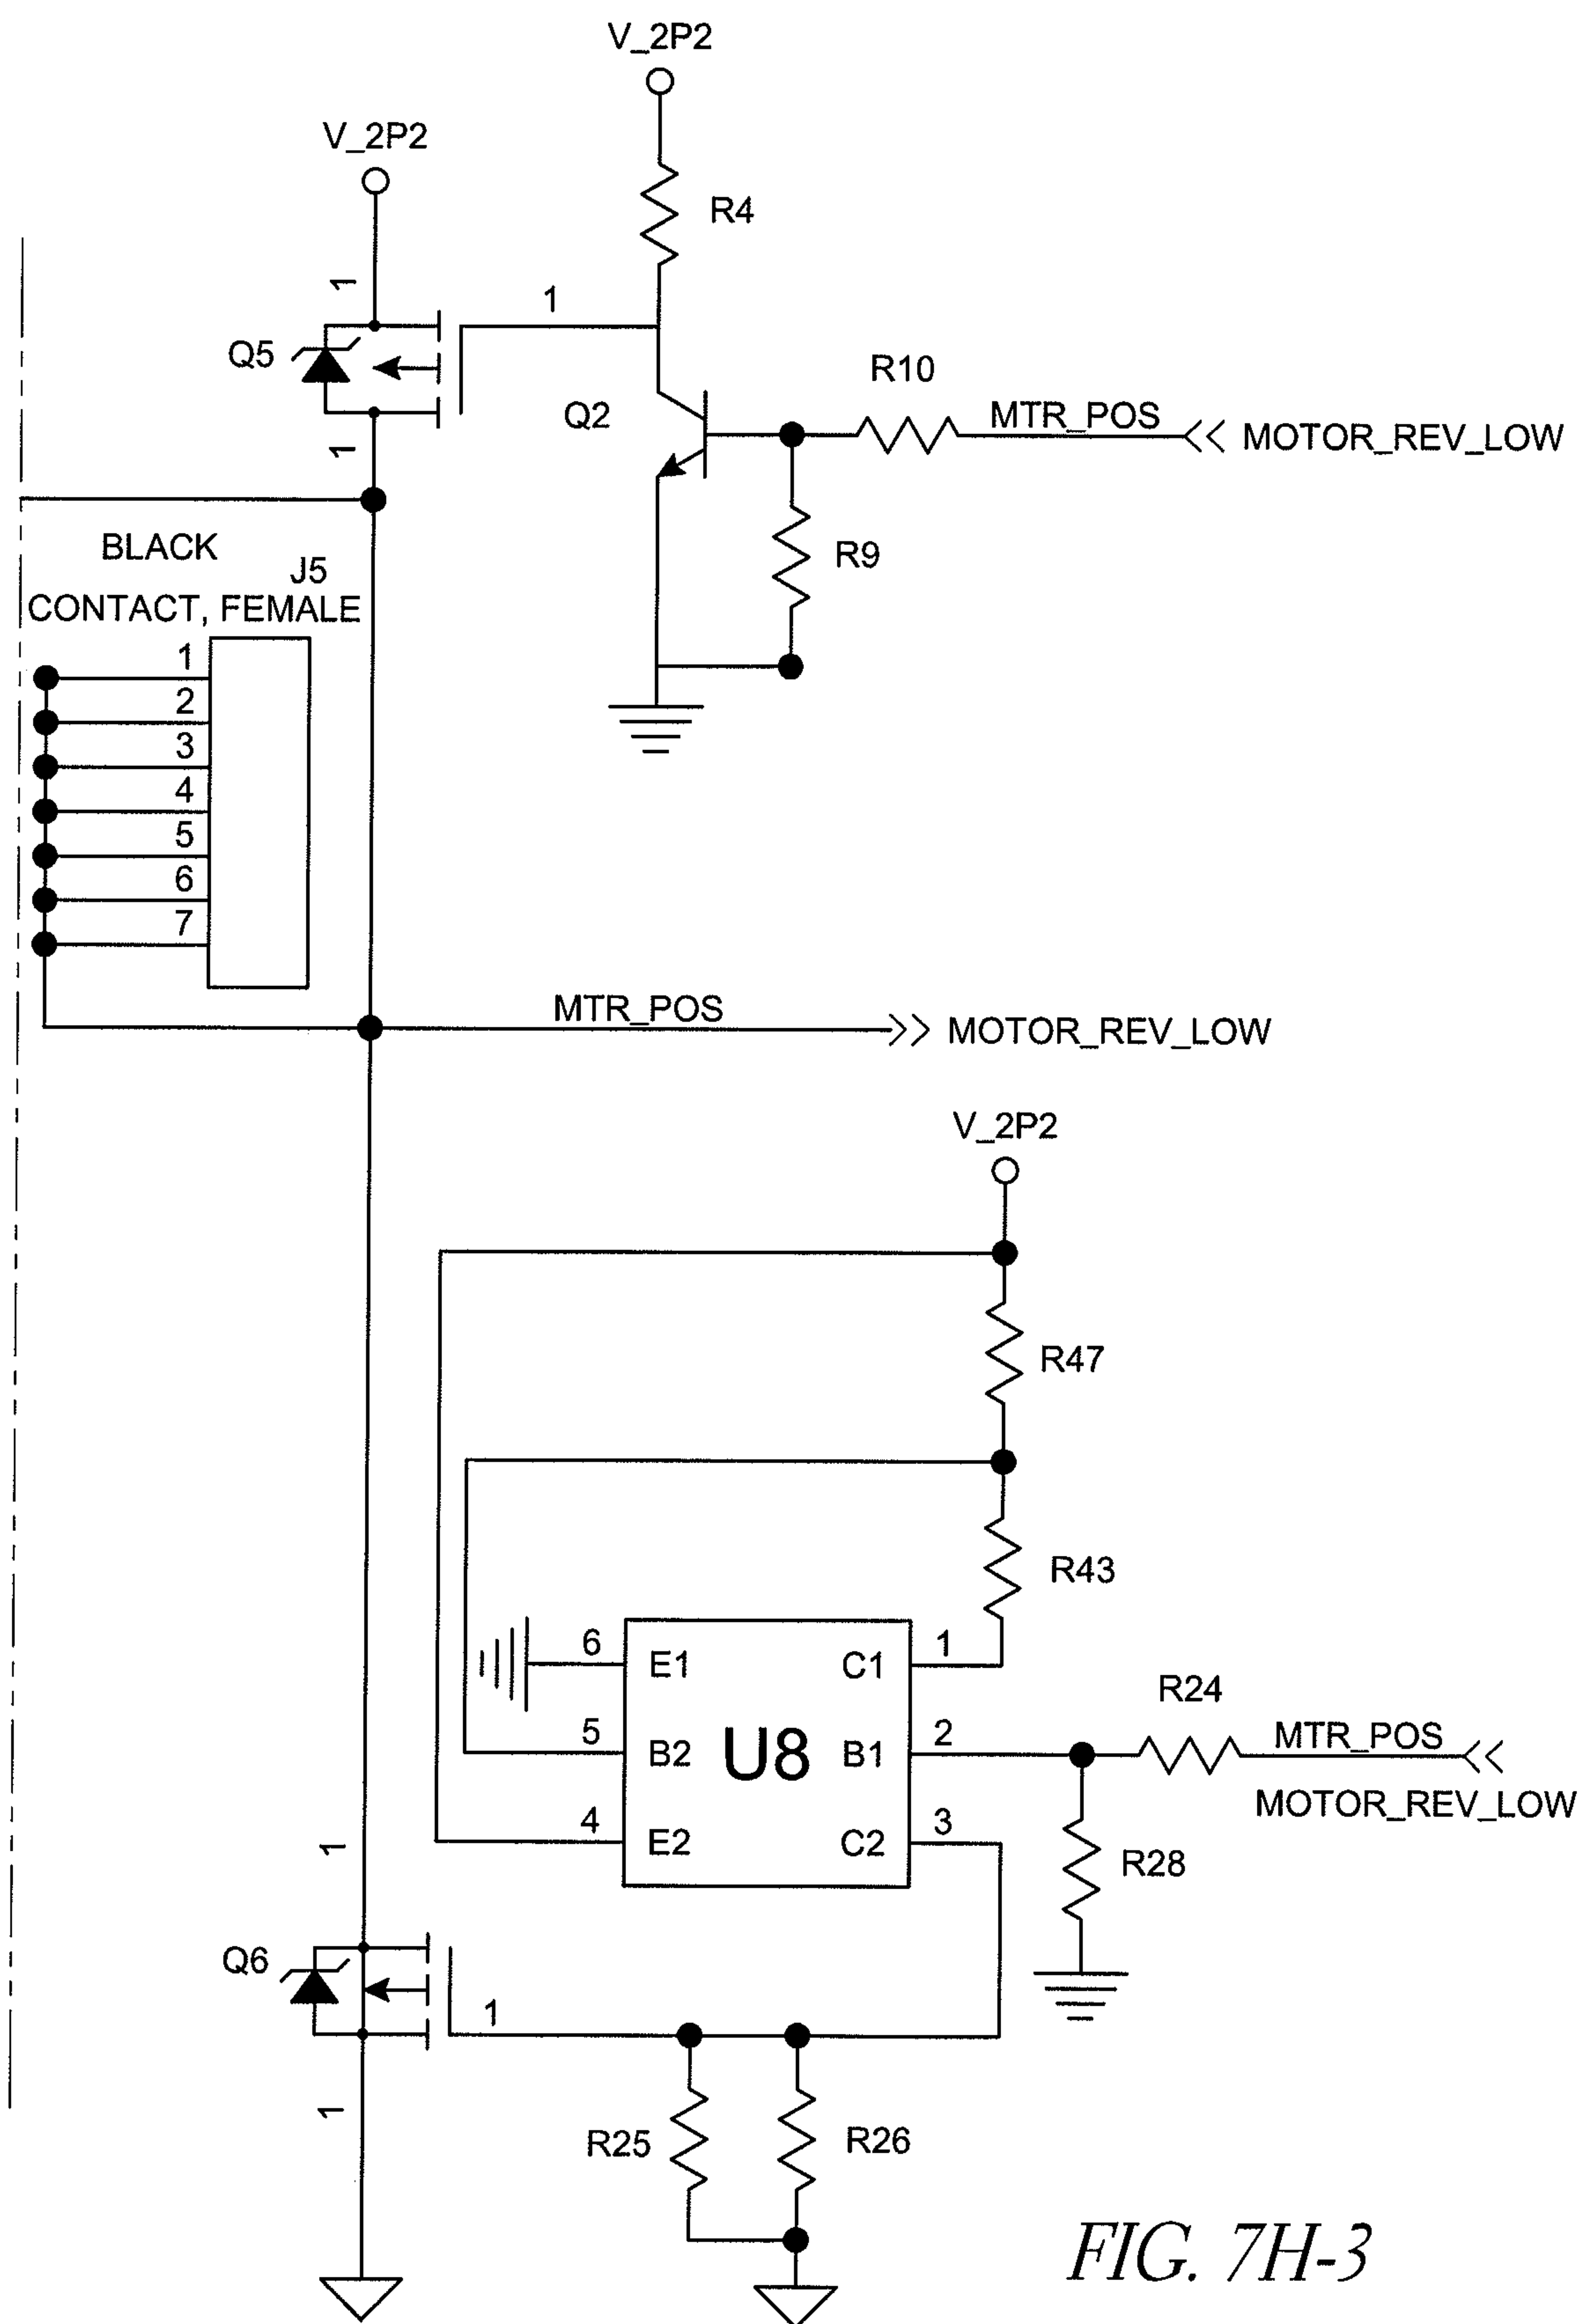 V_2P2
V_2P2
R4
1
1
Q5
R10
Q2
MTR_POS
MOTOR_REV_LOW
1
BLACK
R9
J5
CONTACT, FEMALE
1
2
3
4
5
6
7
MTR_POS
MOTOR_REV_LOW
V_2P2
R47
R43
6
E1
C1
1
R24
5
B2
U8
B1
2
MTR_POS
MOTOR_REV_LOW
4
E2
C2
3
1
R28
Q6
1
1
R25
R26
FIG. 7H-3